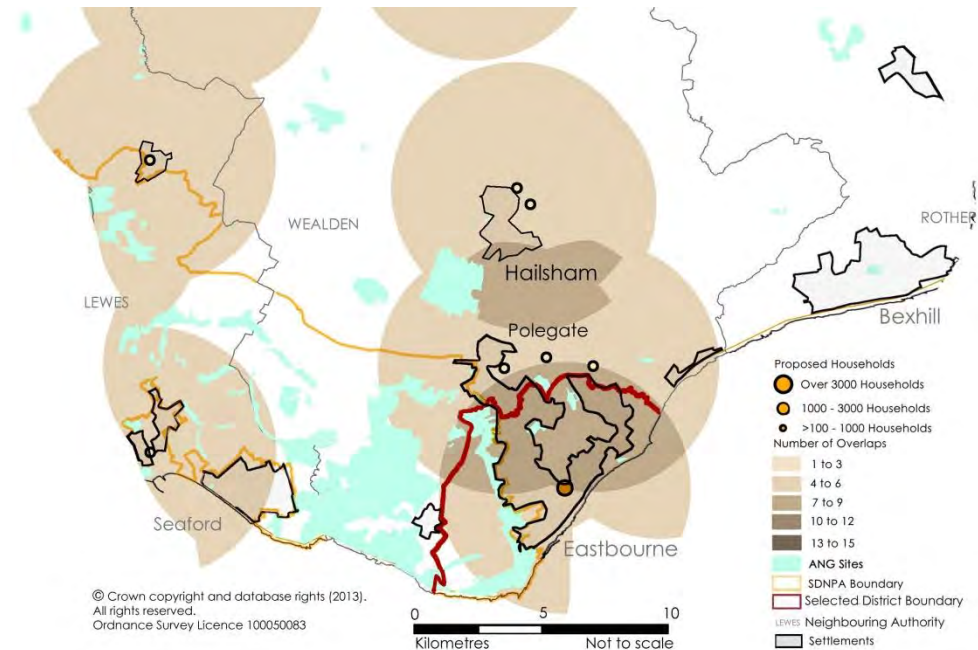 WEALDEN
ROTHER
Hailsham
LEWES
Bexhill
Polegate
Seaford
Eastbourne
Proposed Households
Over 3000 Households
1000 - 3000 Households
>100 - 1000 Households
Number of Overlaps
1 to 3
4 to 6
7 to 9
10 to 12
13 to 15
ANG Sites
SDNPA Boundary
Selected District Boundary
LEWES Neighbouring Authority
Settlements
© Crown copyright and database rights (2013).
All rights reserved.
Ordnance Survey Licence 100050083
0 5 10
Kilometres Not to scale